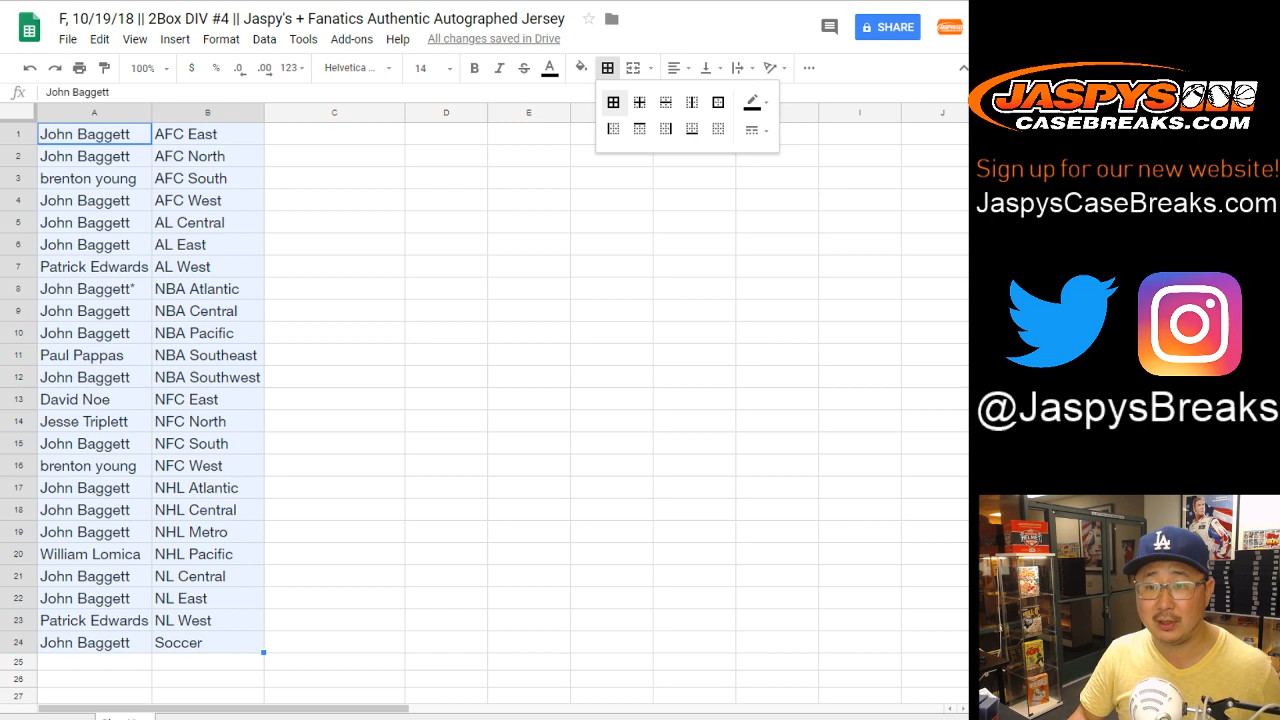 F, 10/19/18 || 2Box DIV #4 || Jaspy's + Fanatics Authentic Autographed Jersey
File Edit View Insert Format Data Tools Add-ons Help All changes saved in Drive
SHARE
100% $ % .0 .00 123 Helvetica ... 14 B I S A
fx John Baggett
A B C D E F G H I J
1 John Baggett AFC East
2 John Baggett AFC North
3 brenton young AFC South
4 John Baggett AFC West
5 John Baggett AL Central
6 John Baggett AL East
7 Patrick Edwards AL West
8 John Baggett* NBA Atlantic
9 John Baggett NBA Central
10 John Baggett NBA Pacific
11 Paul Pappas NBA Southeast
12 John Baggett NBA Southwest
13 David Noe NFC East
14 Jesse Triplett NFC North
15 John Baggett NFC South
16 brenton young NFC West
17 John Baggett NHL Atlantic
18 John Baggett NHL Central
19 John Baggett NHL Metro
20 William Lomica NHL Pacific
21 John Baggett NL Central
22 John Baggett NL East
23 Patrick Edwards NL West
24 John Baggett Soccer
25
26
27
JASPYS
CASEBREAKS.COM
Sign up for our new website!
JaspysCaseBreaks.com
@JaspysBreaks
LA